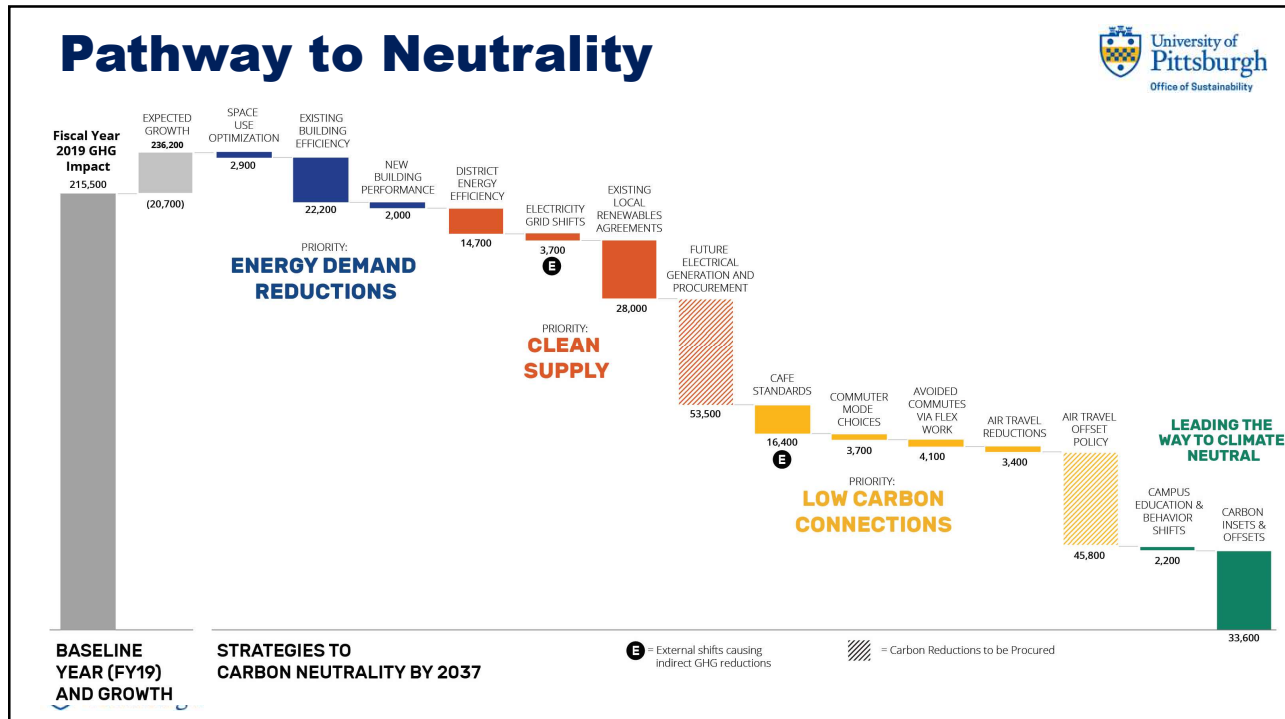 Pathway to Neutrality
University of
Pittsburgh
Office of Sustainability
Fiscal Year
2019 GHG
Impact
215,500
EXPECTED
GROWTH
236,200
(20,700)
SPACE
USE
OPTIMIZATION
2,900
EXISTING
BUILDING
EFFICIENCY
22,200
NEW
BUILDING
PERFORMANCE
2,000
PRIORITY:
ENERGY DEMAND
REDUCTIONS
DISTRICT
ENERGY
EFFICIENCY
14,700
ELECTRICITY
GRID SHIFTS
3,700
E
EXISTING
LOCAL
RENEWABLES
AGREEMENTS
28,000
FUTURE
ELECTRICAL
GENERATION AND
PROCUREMENT
53,500
PRIORITY:
CLEAN
SUPPLY
CAFE
STANDARDS
16,400
E
COMMUTER
MODE
CHOICES
3,700
AVOIDED
COMMUTES
VIA FLEX
WORK
4,100
AIR TRAVEL
REDUCTIONS
3,400
AIR TRAVEL
OFFSET
POLICY
45,800
PRIORITY:
LOW CARBON
CONNECTIONS
LEADING THE
WAY TO CLIMATE
NEUTRAL
CAMPUS
EDUCATION &
BEHAVIOR
SHIFTS
2,200
CARBON
INSETS &
OFFSETS
33,600
BASELINE
YEAR (FY19)
AND GROWTH
STRATEGIES TO
CARBON NEUTRALITY BY 2037
E = External shifts causing
indirect GHG reductions
= Carbon Reductions to be Procured